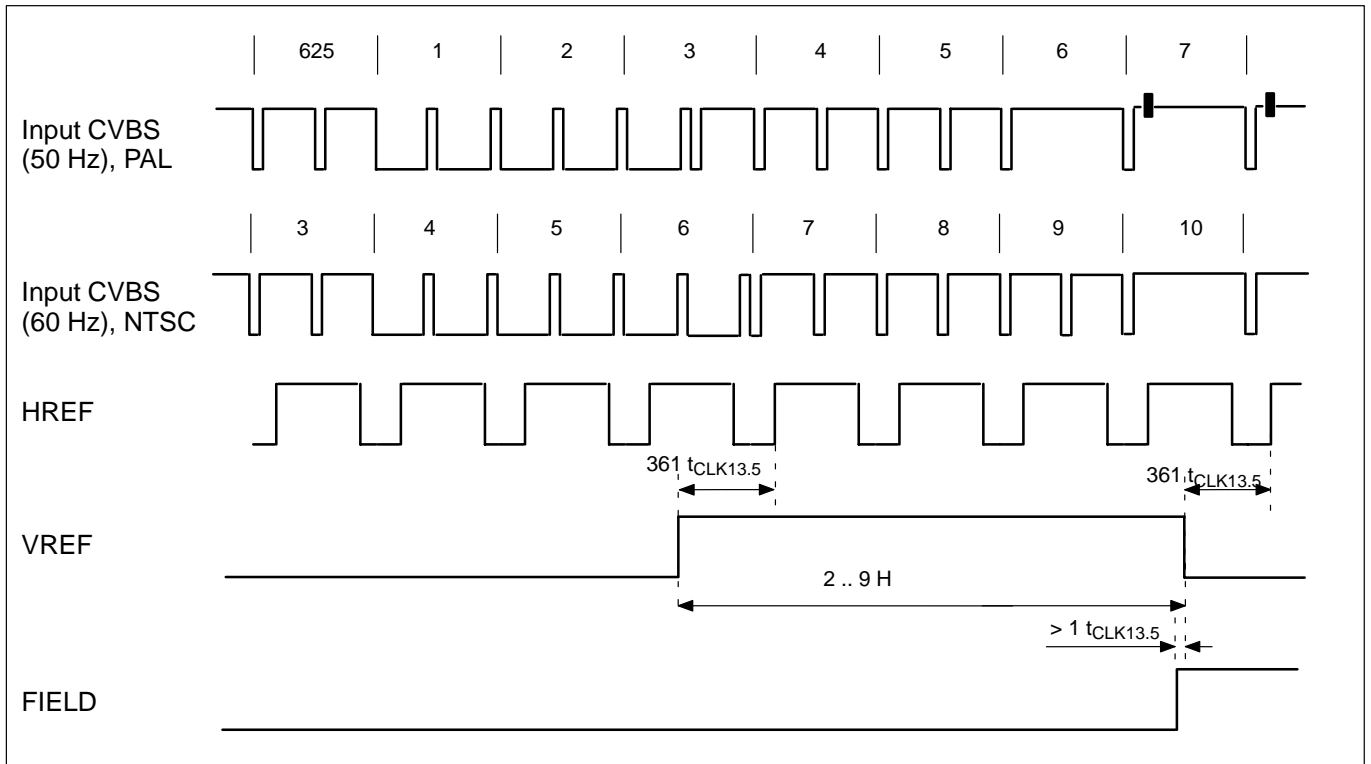 625 1 2 3 4 5 6 7
Input CVBS
(50 Hz), PAL
3 4 5 6 7 8 9 10
Input CVBS
(60 Hz), NTSC
HREF
361 tCLK13.5 361 tCLK13.5
VREF
2 .. 9 H
> 1 tCLK13.5
FIELD